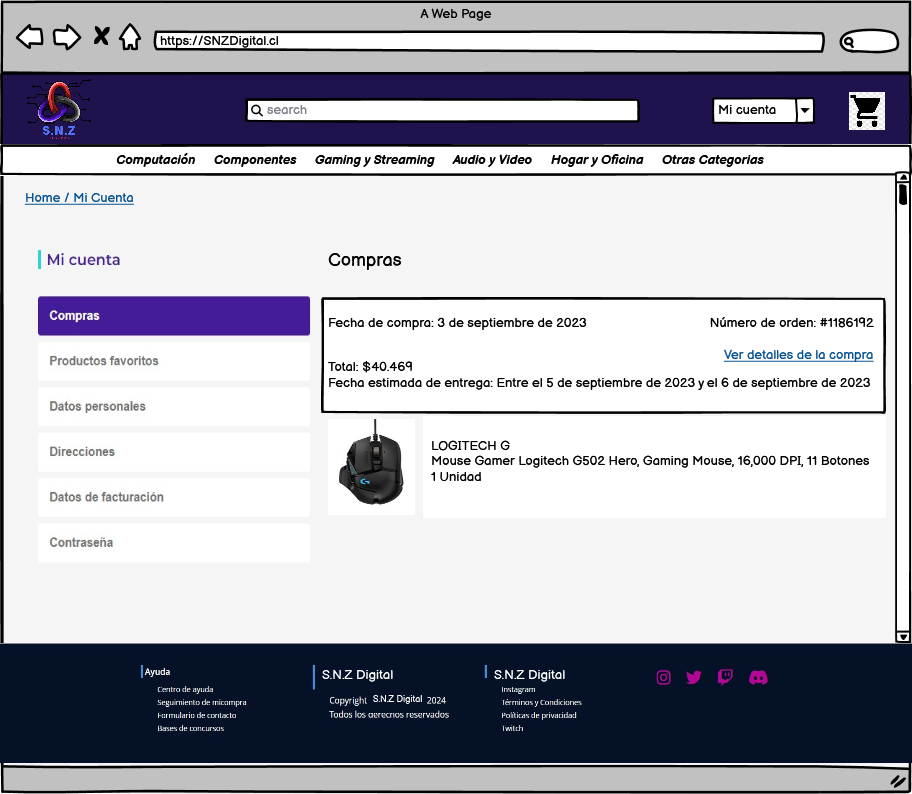 A Web Page
https://SNZDigital.cl
S.N.Z
search
Mi cuenta
Computación Componentes Gaming y Streaming Audio y Video Hogar y Oficina Otras Categorias
Home / Mi Cuenta
Mi cuenta
Compras
Productos favoritos
Datos personales
Direcciones
Datos de facturación
Contraseña
Compras
Fecha de compra: 3 de septiembre de 2023
Número de orden: #1186192
Ver detalles de la compra
Total: $40.469
Fecha estimada de entrega: Entre el 5 de septiembre de 2023 y el 6 de septiembre de 2023
LOGITECH G
Mouse Gamer Logitech G502 Hero, Gaming Mouse, 16,000 DPI, 11 Botones
1 Unidad
Ayuda
Centro de ayuda
Seguimiento de micompra
Formulario de contacto
Bases de concursos
S.N.Z Digital
Copyright S.N.Z Digital 2024
Todos los derechos reservados
S.N.Z Digital
Instagram
Términos y Condiciones
Políticas de privacidad
Twitch